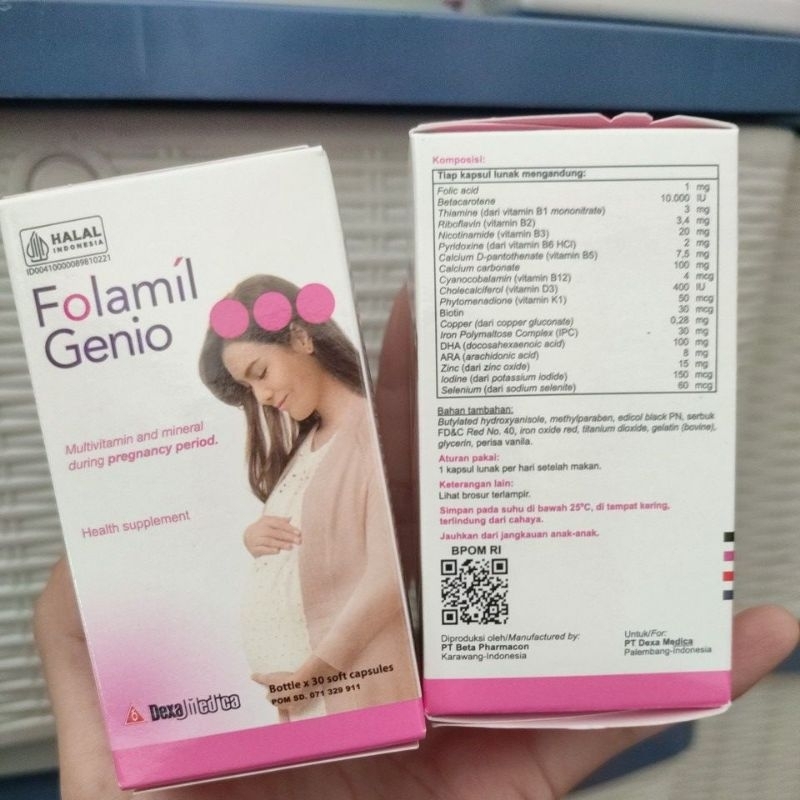 HALAL
INDONESIA
ID00410000089810221
Folamil
Genio
Multivitamin and mineral
during pregnancy period.
Health supplement
Bottle x 30 soft capsules
POM SD. 071 329 911
DexaMedica
Komposisi:
Tiap kapsul lunak mengandung:
Folic acid 1 mg
Betacarotene 10.000 IU
Thiamine (dari vitamin B1 mononitrate) 3 mg
Riboflavin (vitamin B2) 3,4 mg
Nicotinamide (vitamin B3) 20 mg
Pyridoxine (dari vitamin B6 HCl) 2 mg
Calcium D-pantothenate (vitamin B5) 7,5 mg
Calcium carbonate 100 mg
Cyanocobalamin (vitamin B12) 4 mcg
Cholecalciferol (vitamin D3) 400 IU
Phytomenadione (vitamin K1) 50 mcg
Biotin 30 mcg
Copper (dari copper gluconate) 0,28 mg
Iron Polymaltose Complex (IPC) 30 mg
DHA (docosahexaenoic acid) 100 mg
ARA (arachidonic acid) 8 mg
Zinc (dari zinc oxide) 15 mg
Iodine (dari potassium iodide) 150 mcg
Selenium (dari sodium selenite) 60 mcg
Bahan tambahan:
Butylated hydroxyanisole, methylparaben, edicol black PN, serbuk
FD&C Red No. 40, iron oxide red, titanium dioxide, gelatin (bovine),
glycerin, perisa vanila.
Aturan pakai:
1 kapsul lunak per hari setelah makan.
Keterangan lain:
Lihat brosur terlampir.
Simpan pada suhu di bawah 25°C, di tempat kering,
terlindung dari cahaya.
Jauhkan dari jangkauan anak-anak.
BPOM RI
Diproduksi oleh/Manufactured by:
PT Beta Pharmacon
Karawang-Indonesia
Untuk/For:
PT Dexa Medica
Palembang-Indonesia